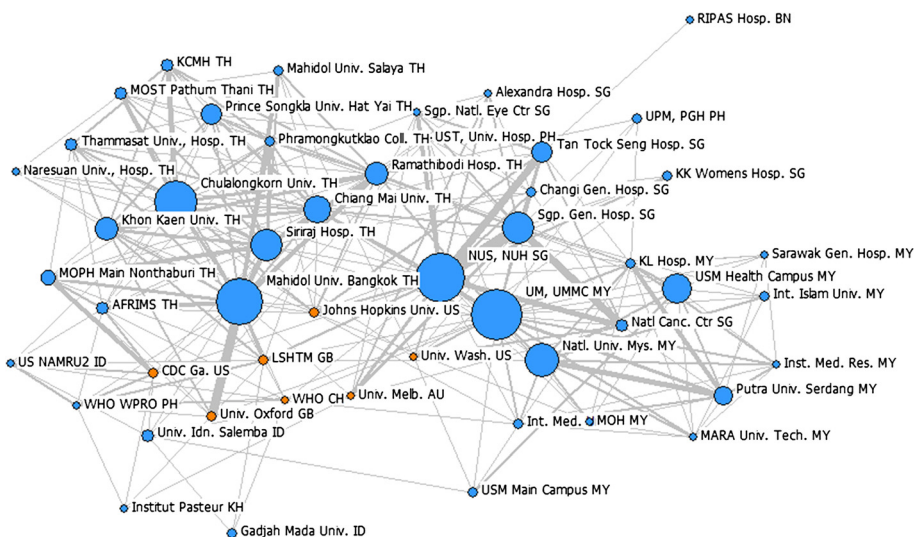 RIPAS Hosp. BN
KCMH TH
Mahidol Univ. Salaya TH
MOST Pathum Thani TH
Alexandra Hosp. SG
Prince Songkla Univ. Hat Yai TH
Sgp. Natl. Eye Ctr SG
UPM, PGH PH
Thammasat Univ., Hosp. TH
Phramongkutklao Coll. TH
UST, Univ. Hosp. PH
Tan Tock Seng Hosp. SG
Naresuan Univ., Hosp. TH
Ramathibodi Hosp. TH
KK Womens Hosp. SG
Chulalongkorn Univ. TH
Changi Gen. Hosp. SG
Chiang Mai Univ. TH
Khon Kaen Univ. TH
Sgp. Gen. Hosp. SG
Siriraj Hosp. TH
NUS, NUH SG
KL Hosp. MY
Sarawak Gen. Hosp. MY
MOPH Main Nonthaburi TH
Mahidol Univ. Bangkok TH
USM Health Campus MY
UM, UMMC MY
Int. Islam Univ. MY
AFRIMS TH
Johns Hopkins Univ. US
Natl Canc. Ctr SG
Natl. Univ. Mys. MY
US NAMRU2 ID
LSHTM GB
Univ. Wash. US
Inst. Med. Res. MY
CDC Ga. US
WHO WPRO PH
WHO CH
Univ. Melb. AU
Putra Univ. Serdang MY
Univ. Oxford GB
Int. Med.
MOH MY
Univ. Idn. Salemba ID
MARA Univ. Tech. MY
USM Main Campus MY
Institut Pasteur KH
Gadjah Mada Univ. ID